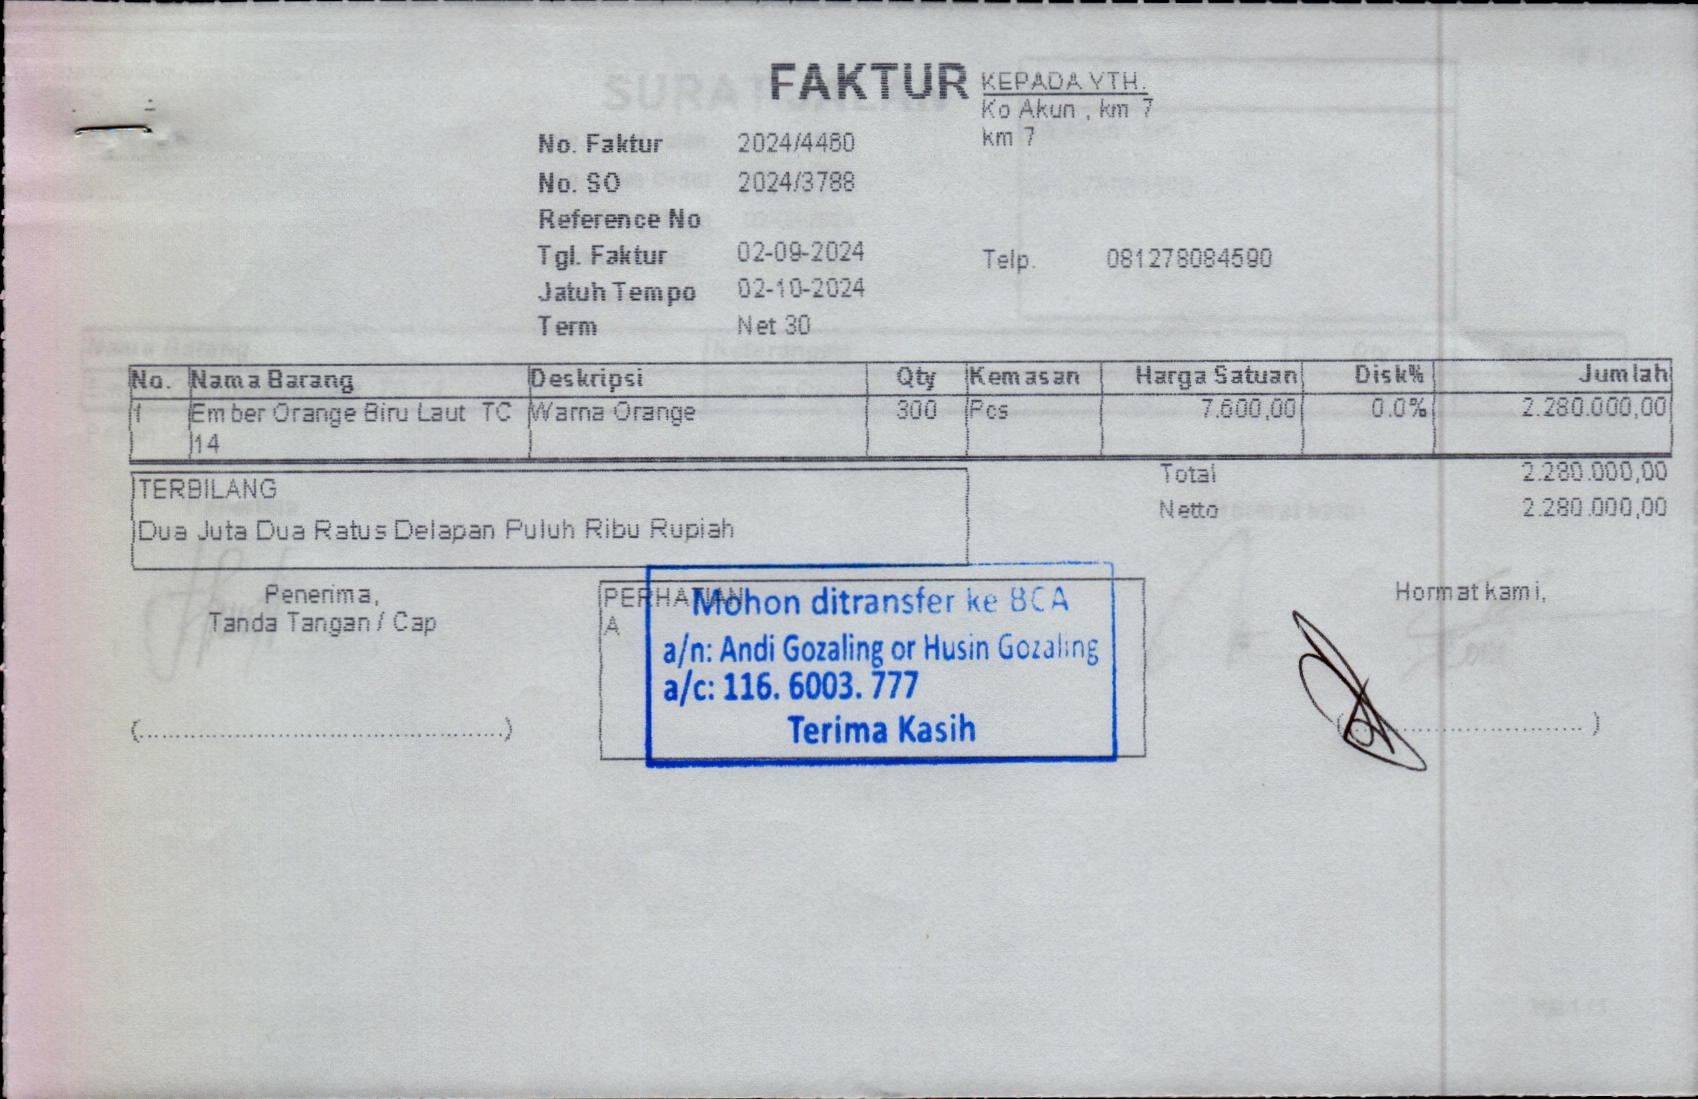 FAKTUR
KEPADA YTH.
Ko Akun , km 7
km 7
No. Faktur 2024/4480
No. SO 2024/3788
Reference No
Tgl. Faktur 02-09-2024
Telp. 081278084590
Jatuh Tempo 02-10-2024
Term Net 30
No. Nama Barang Deskripsi Qty Kemasan Harga Satuan Disk% Jumlah
1 Ember Orange Biru Laut TC Warna Orange 300 Pcs 7.600,00 0.0% 2.280.000,00
14
Total 2.280.000,00
Netto 2.280.000,00
TERBILANG
Dua Juta Dua Ratus Delapan Puluh Ribu Rupiah
Penerima,
Tanda Tangan / Cap
(..............................................)
PERHATIAN
A
Mohon ditransfer ke BCA
a/n: Andi Gozaling or Husin Gozaling
a/c: 116. 6003. 777
Terima Kasih
Hormat kami,
(.............................. )